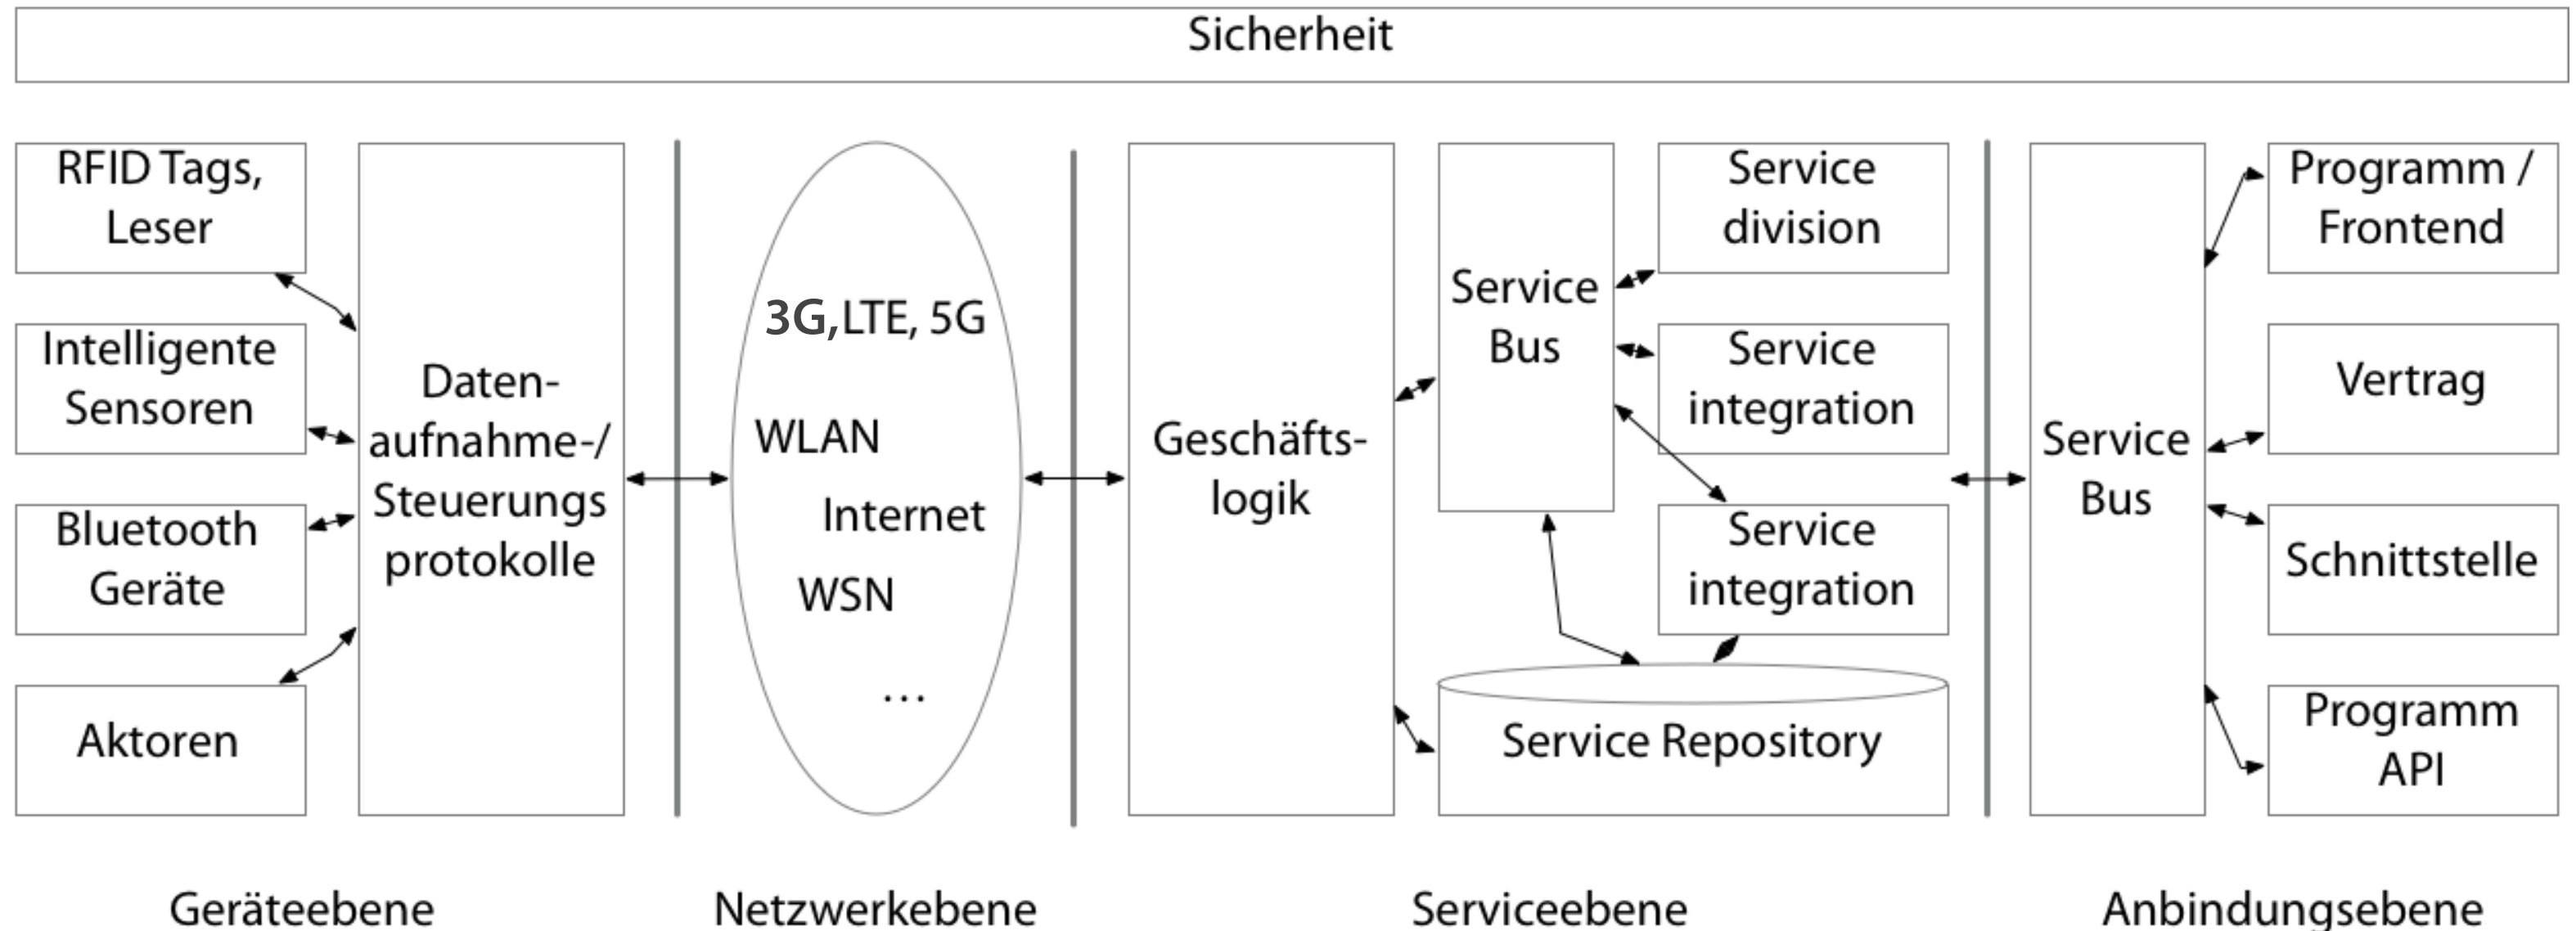 Sicherheit
RFID Tags,
Leser
Intelligente
Sensoren
Bluetooth
Geräte
Aktoren
Daten-
aufnahme-/
Steuerungs
protokolle
3G,LTE, 5G
WLAN
Internet
WSN
...
Geschäfts-
logik
Service
Bus
Service
division
Service
integration
Service
integration
Service Repository
Service
Bus
Programm /
Frontend
Vertrag
Schnittstelle
Programm
API
Geräteebene
Netzwerkebene
Serviceebene
Anbindungsebene